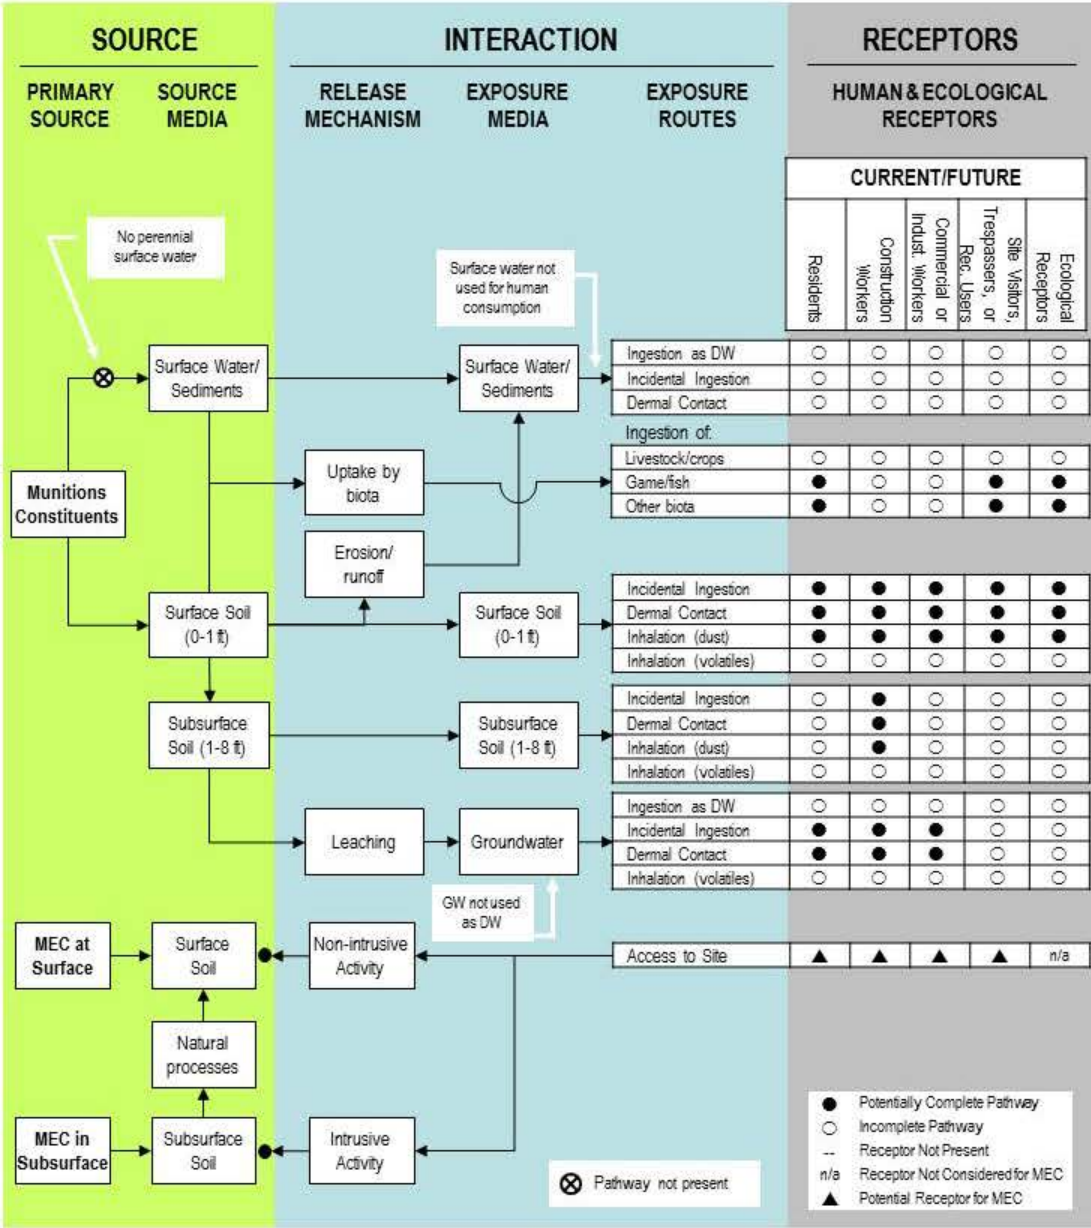 SOURCE
INTERACTION
RECEPTORS
PRIMARY
SOURCE
SOURCE
MEDIA
RELEASE
MECHANISM
EXPOSURE
MEDIA
EXPOSURE
ROUTES
HUMAN & ECOLOGICAL
RECEPTORS
CURRENT/FUTURE
Residents
Construction
Workers
Commercial or
Indust. Workers
Site Visitors,
Trespassers, or
Rec. Users
Ecological
Receptors
No perennial
surface water
Surface water not
used for human
consumption
Surface Water/
Sediments
Surface Water/
Sediments
Ingestion as DW ○ ○ ○ ○ ○
Incidental Ingestion ○ ○ ○ ○ ○
Dermal Contact ○ ○ ○ ○ ○
Ingestion of:
Livestock/crops ○ ○ ○ ○ ○
Game/fish ● ○ ○ ● ●
Other biota ● ○ ○ ● ●
Munitions
Constituents
Uptake by
biota
Erosion/
runoff
Surface Soil
(0-1 ft)
Surface Soil
(0-1 ft)
Incidental Ingestion ● ● ● ● ●
Dermal Contact ● ● ● ● ●
Inhalation (dust) ● ● ● ● ●
Inhalation (volatiles) ○ ○ ○ ○ ○
Subsurface
Soil (1-8 ft)
Subsurface
Soil (1-8 ft)
Incidental Ingestion ○ ● ○ ○ ○
Dermal Contact ○ ● ○ ○ ○
Inhalation (dust) ○ ● ○ ○ ○
Inhalation (volatiles) ○ ○ ○ ○ ○
Leaching
Groundwater
Ingestion as DW ○ ○ ○ ○ ○
Incidental Ingestion ● ● ● ○ ○
Dermal Contact ● ● ● ○ ○
Inhalation (volatiles) ○ ○ ○ ○ ○
GW not used
as DW
MEC at
Surface
Surface
Soil
Non-intrusive
Activity
Access to Site ▲ ▲ ▲ ▲ n/a
Natural
processes
MEC in
Subsurface
Subsurface
Soil
Intrusive
Activity
⊗ Pathway not present
● Potentially Complete Pathway
○ Incomplete Pathway
-- Receptor Not Present
n/a Receptor Not Considered for MEC
▲ Potential Receptor for MEC